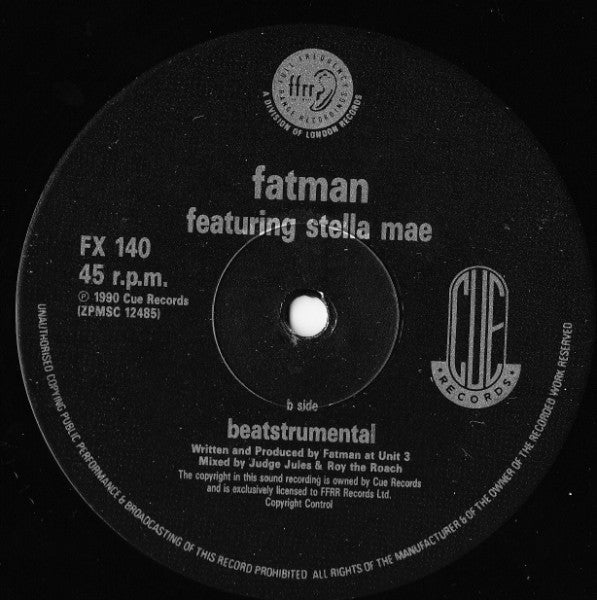 FULL FREQUENCY
ffrr
RANGE RECORDINGS
A DIVISION OF LONDON RECORDS
fatman
featuring stella mae
FX 140
45 r.p.m.
℗ 1990 Cue Records
(ZPMSC 12485)
CUE
• RECORDS •
b side
beatstrumental
Written and Produced by Fatman at Unit 3
Mixed by Judge Jules & Roy the Roach
The copyright in this sound recording is owned by Cue Records
and is exclusively licensed to FFRR Records Ltd.
Copyright Control
UNAUTHORISED COPYING PUBLIC PERFORMANCE & BROADCASTING OF THIS RECORD PROHIBITED ALL RIGHTS OF THE MANUFACTURER & OF THE OWNER OF THE RECORDED WORK RESERVED